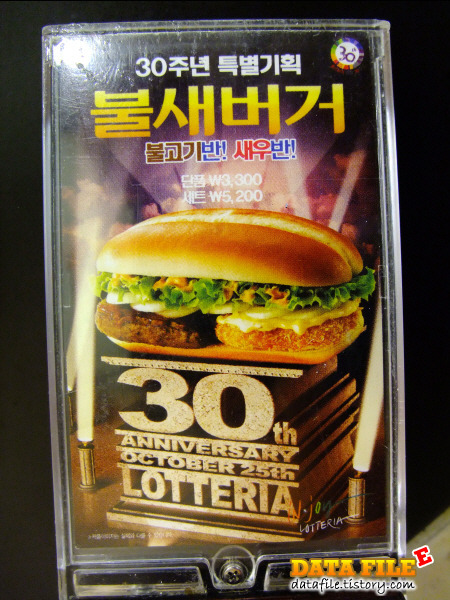 30th
30주년 특별기획
불새버거
불고기반! 새우반!
단품 ₩3,300
세트 ₩5,200
30th
ANNIVERSARY
OCTOBER 25th
LOTTERIA
N·joy
LOTTERIA
DATA FILE E
datafile.tistory.com